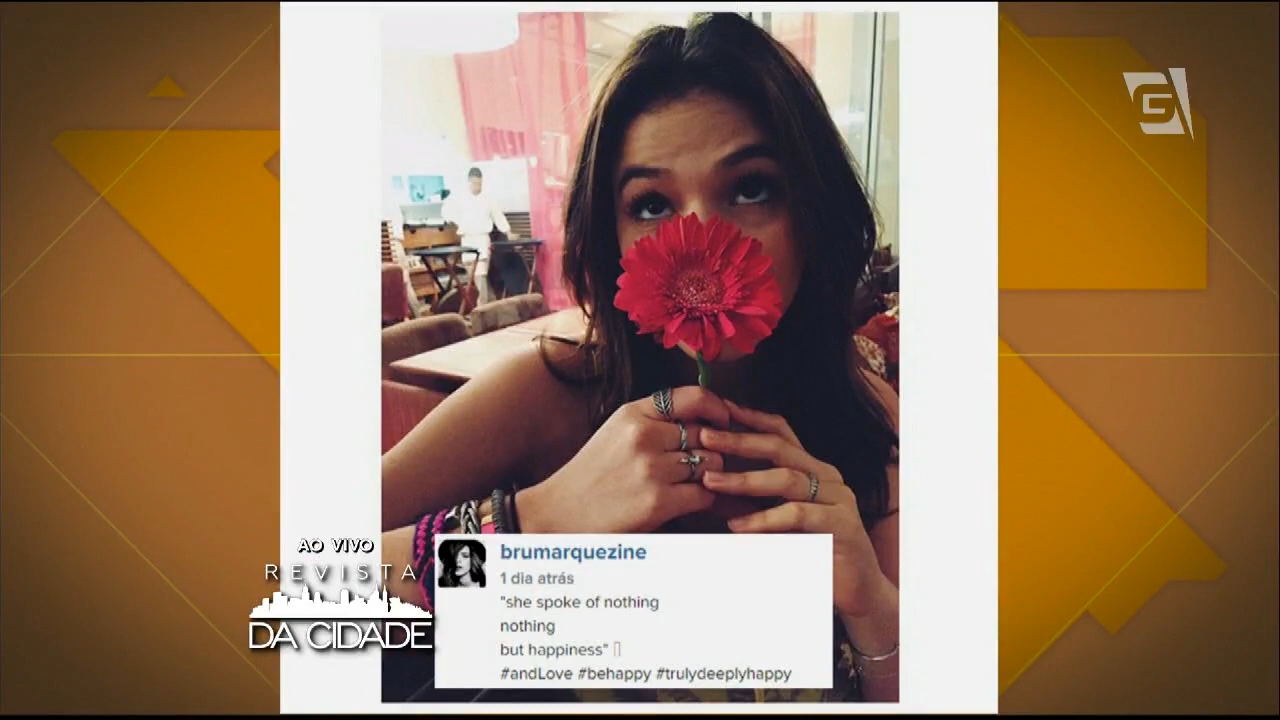 G
AO VIVO
REVISTA
DA CIDADE
brumarquezine
1 dia atrás
"she spoke of nothing
nothing
but happiness"
#andLove #behappy #trulydeeplyhappy